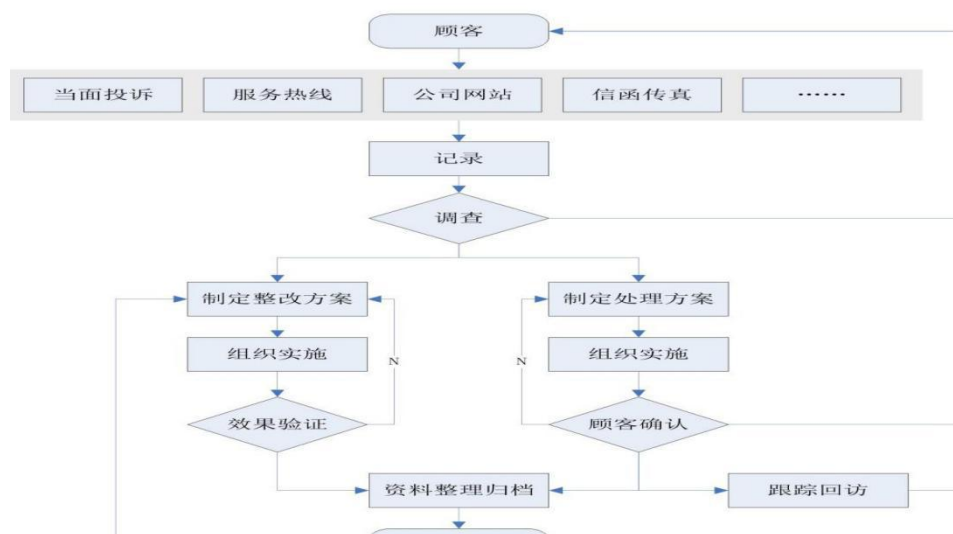 顾客
当面投诉
服务热线
公司网站
信函传真
……
记录
调查
制定整改方案
制定处理方案
组织实施
组织实施
N
N
效果验证
顾客确认
资料整理归档
跟踪回访